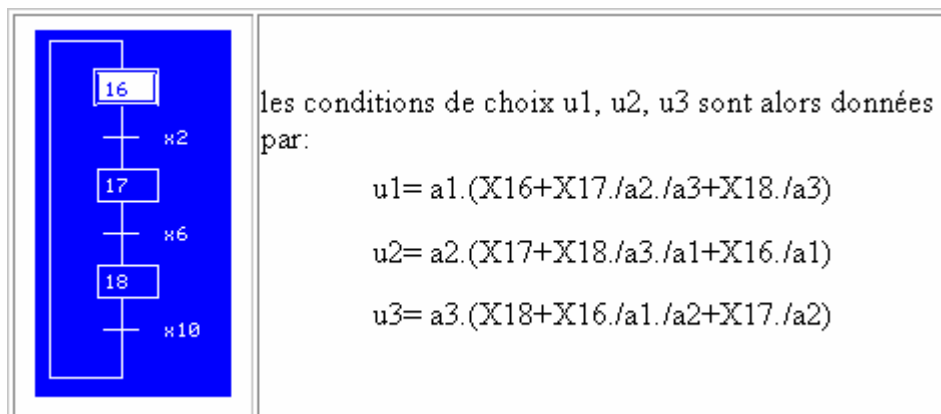 16
x2
17
x6
18
x10
les conditions de choix u1, u2, u3 sont alors données
par:
u1= a1.(X16+X17./a2./a3+X18./a3)
u2= a2.(X17+X18./a3./a1+X16./a1)
u3= a3.(X18+X16./a1./a2+X17./a2)